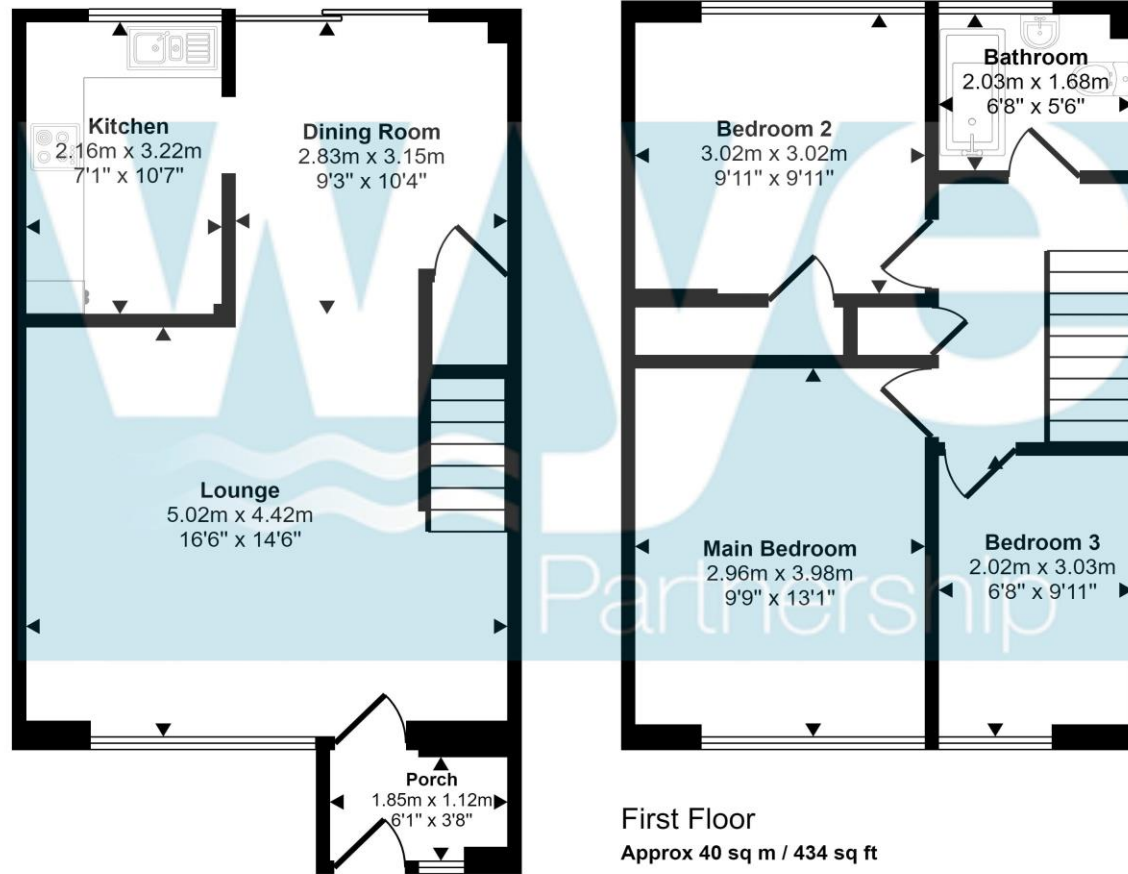 Kitchen
2.16m x 3.22m
7'1" x 10'7"
Dining Room
2.83m x 3.15m
9'3" x 10'4"
Lounge
5.02m x 4.42m
16'6" x 14'6"
Porch
1.85m x 1.12m
6'1" x 3'8"
Bedroom 2
3.02m x 3.02m
9'11" x 9'11"
Bathroom
2.03m x 1.68m
6'8" x 5'6"
Main Bedroom
2.96m x 3.98m
9'9" x 13'1"
Bedroom 3
2.02m x 3.03m
6'8" x 9'11"
First Floor
Approx 40 sq m / 434 sq ft
wye
Partnership